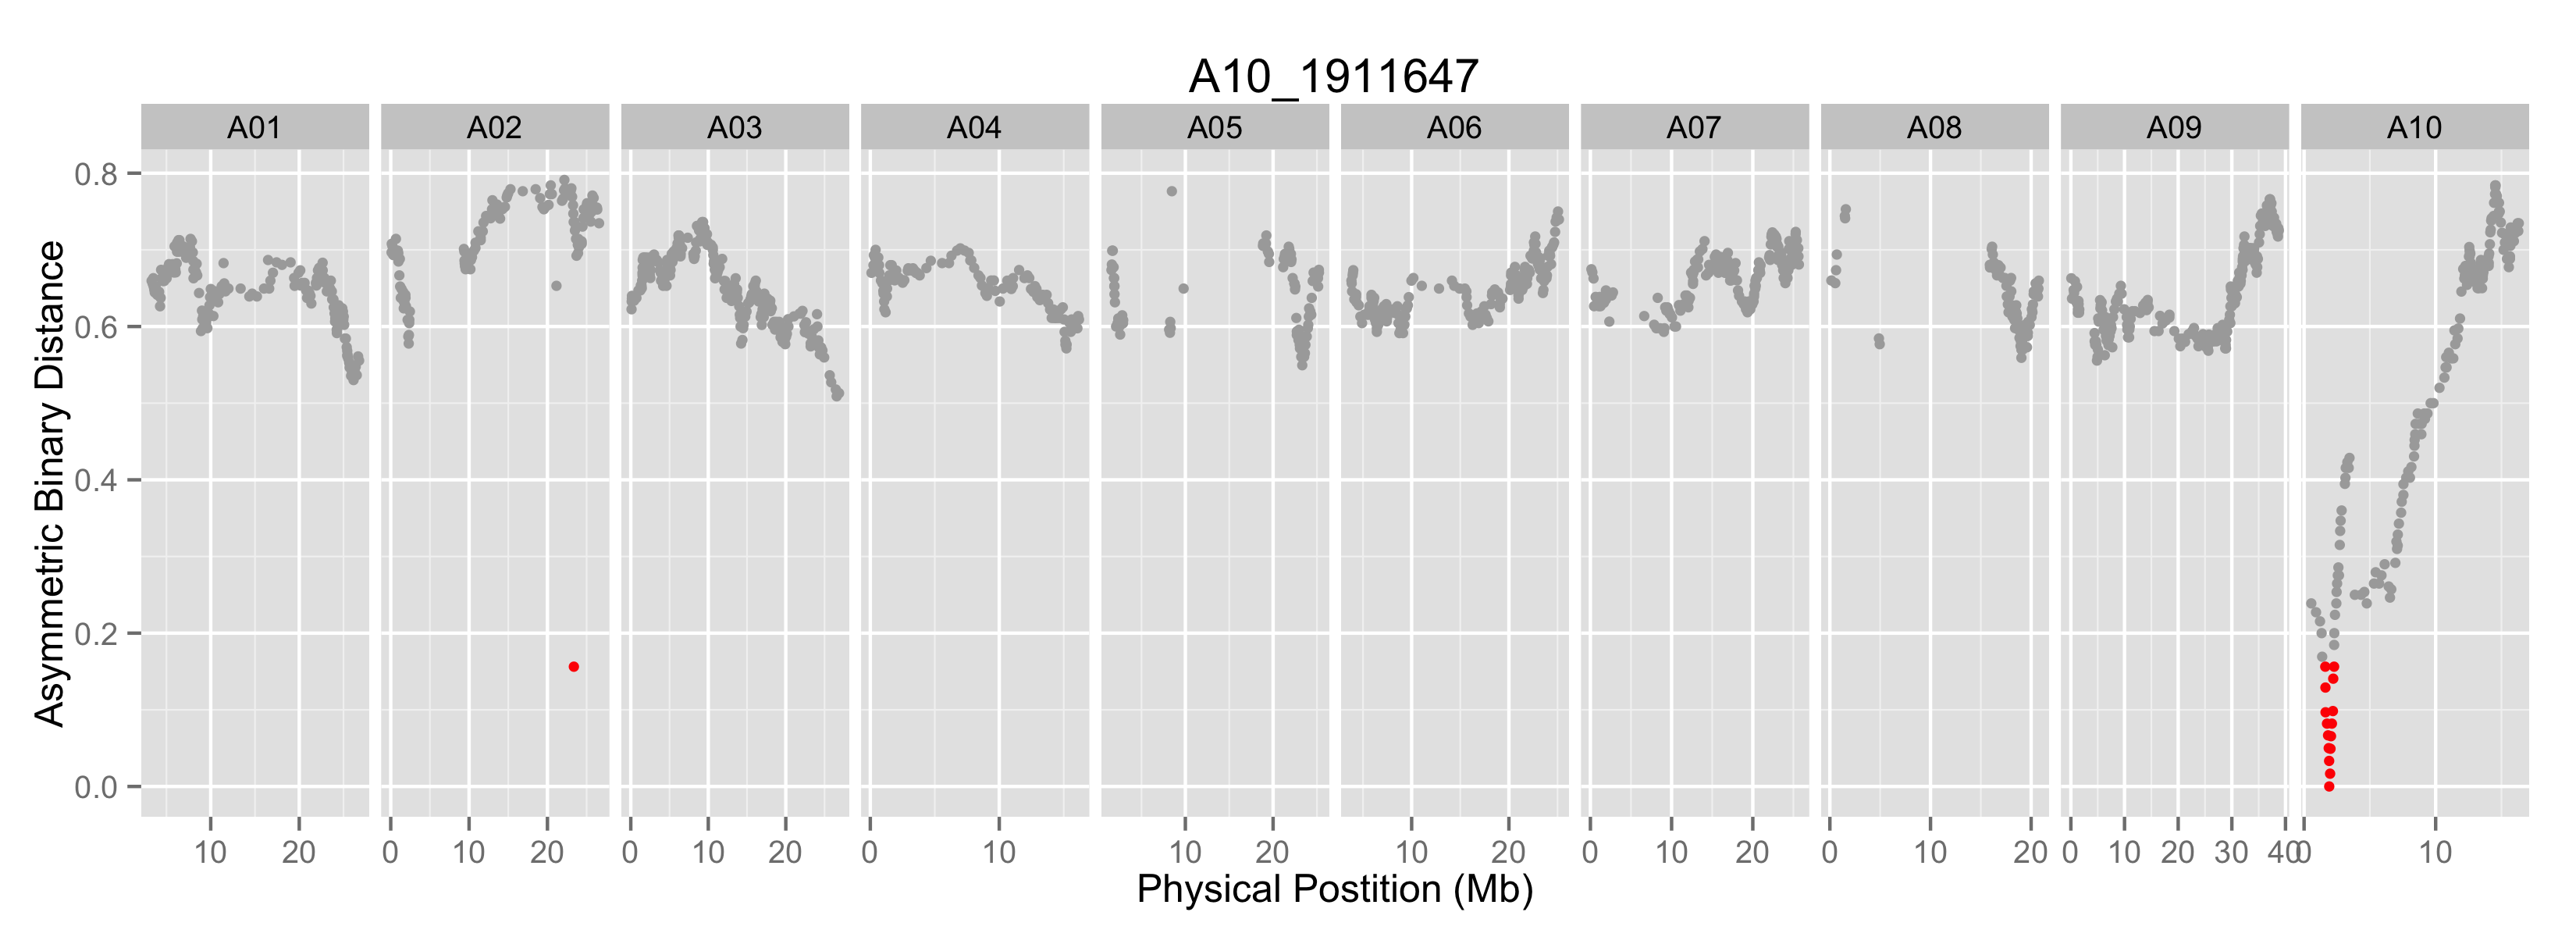 A10_1911647
A01 A02 A03 A04 A05 A06 A07 A08 A09 A10
0.8
0.6
0.4
0.2
0.0
Asymmetric Binary Distance
10 20 0 10 20 0 10 20 0 10 10 20 10 20 0 10 20 0 10 20 0 10 20 30 40 0 10
Physical Postition (Mb)